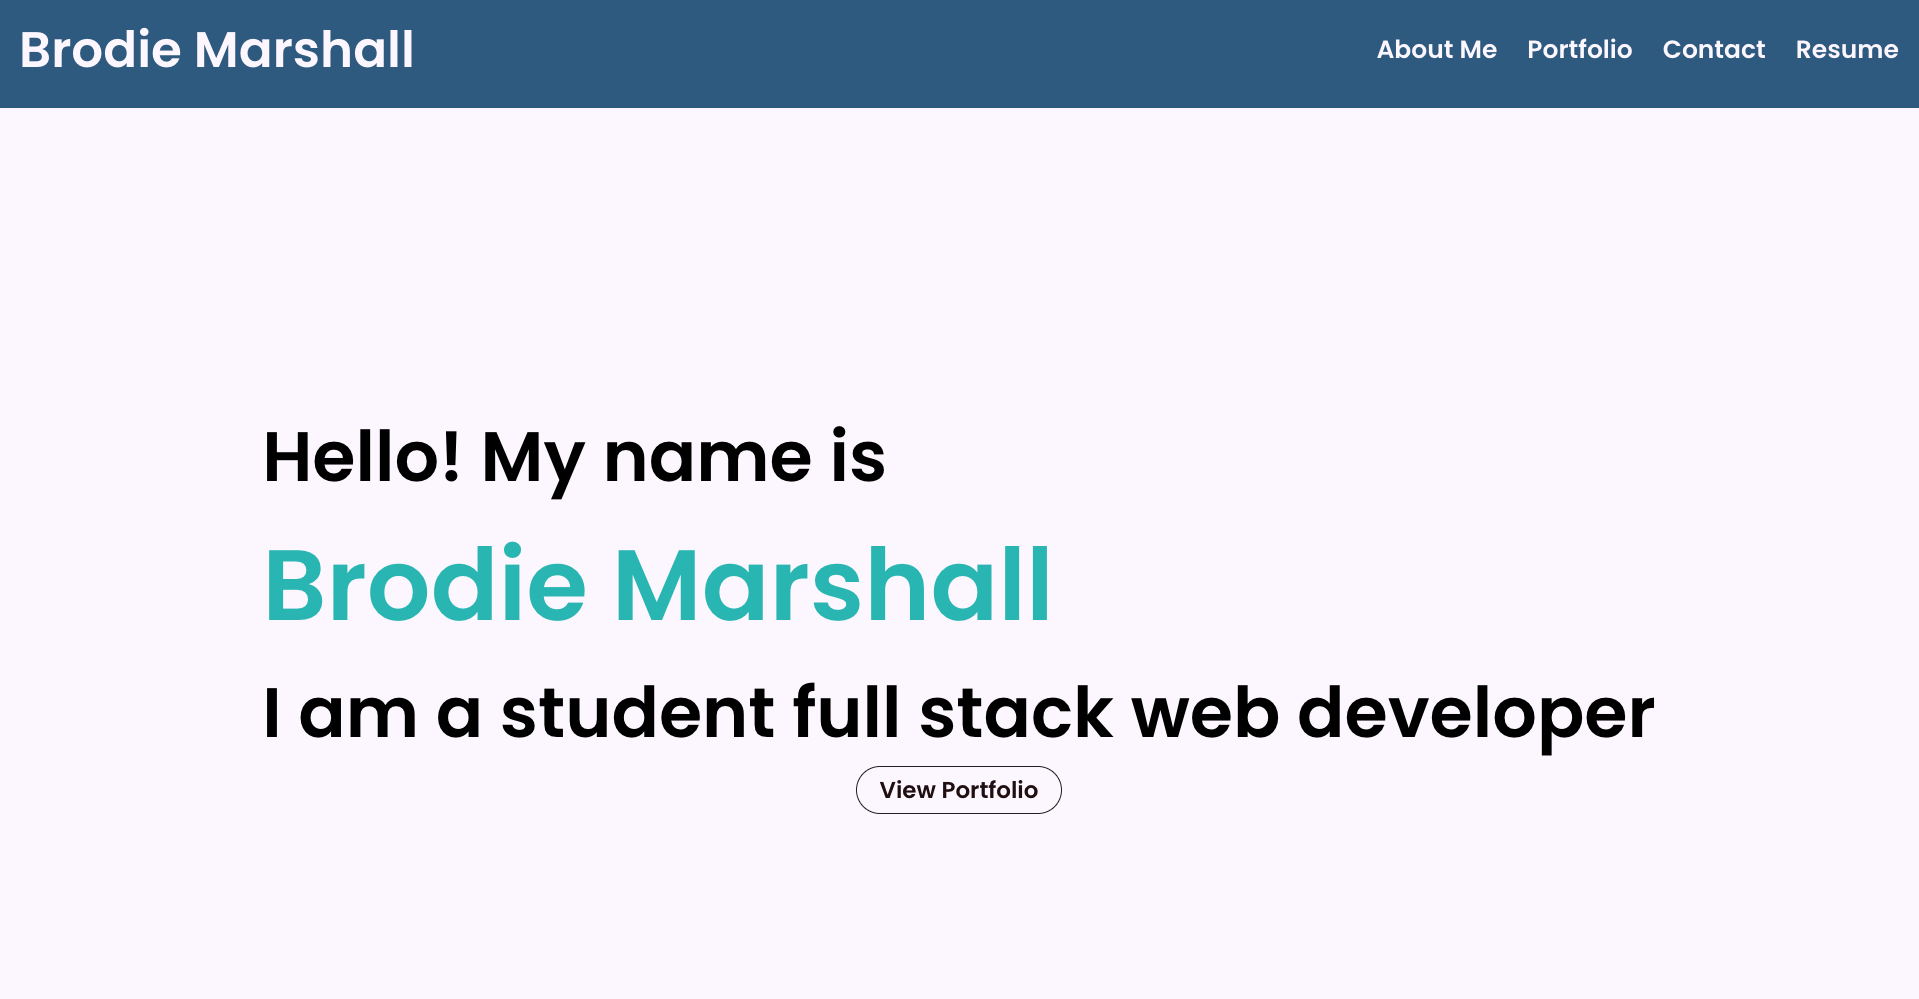 Brodie Marshall
About Me Portfolio Contact Resume
Hello! My name is
Brodie Marshall
I am a student full stack web developer
View Portfolio